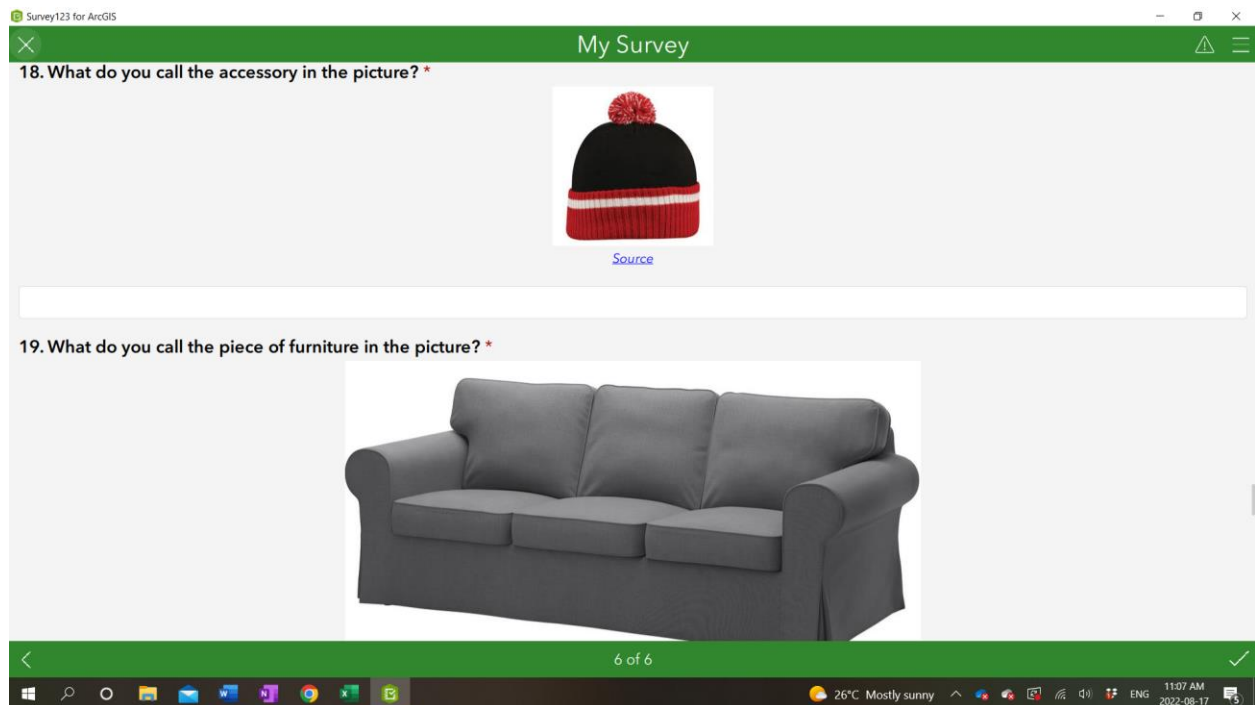 Survey123 for ArcGIS
My Survey
18. What do you call the accessory in the picture? *
Source
19. What do you call the piece of furniture in the picture? *
6 of 6
26°C Mostly sunny
ENG
11:07 AM
2022-08-17
5